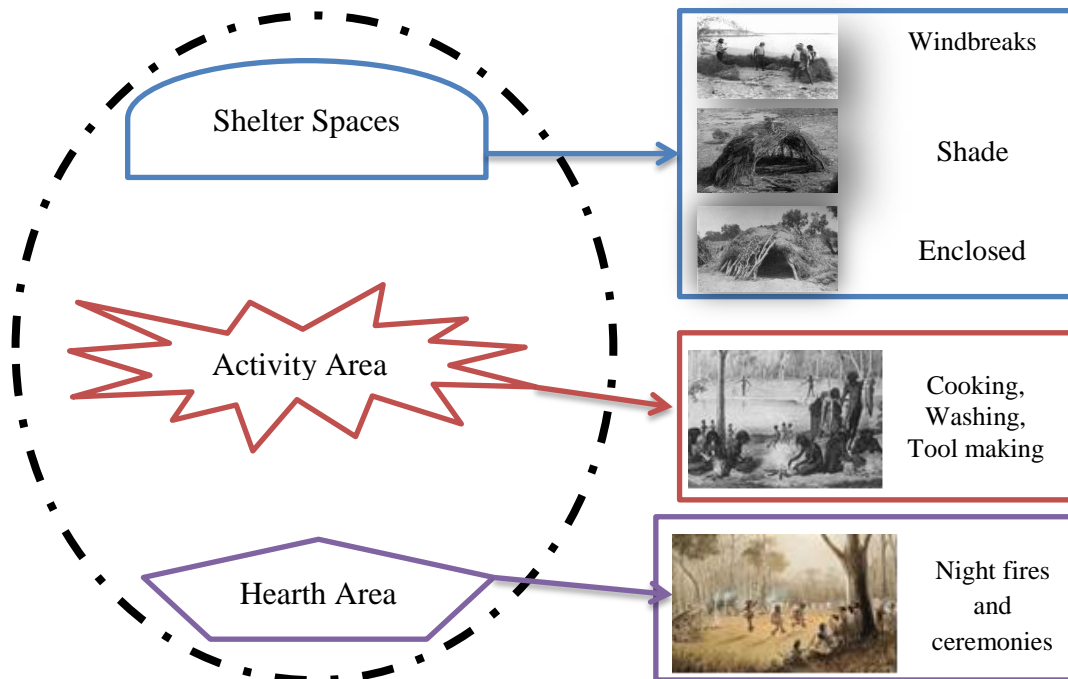 Shelter Spaces
Windbreaks
Shade
Enclosed
Activity Area
Cooking,
Washing,
Tool making
Hearth Area
Night fires
and
ceremonies